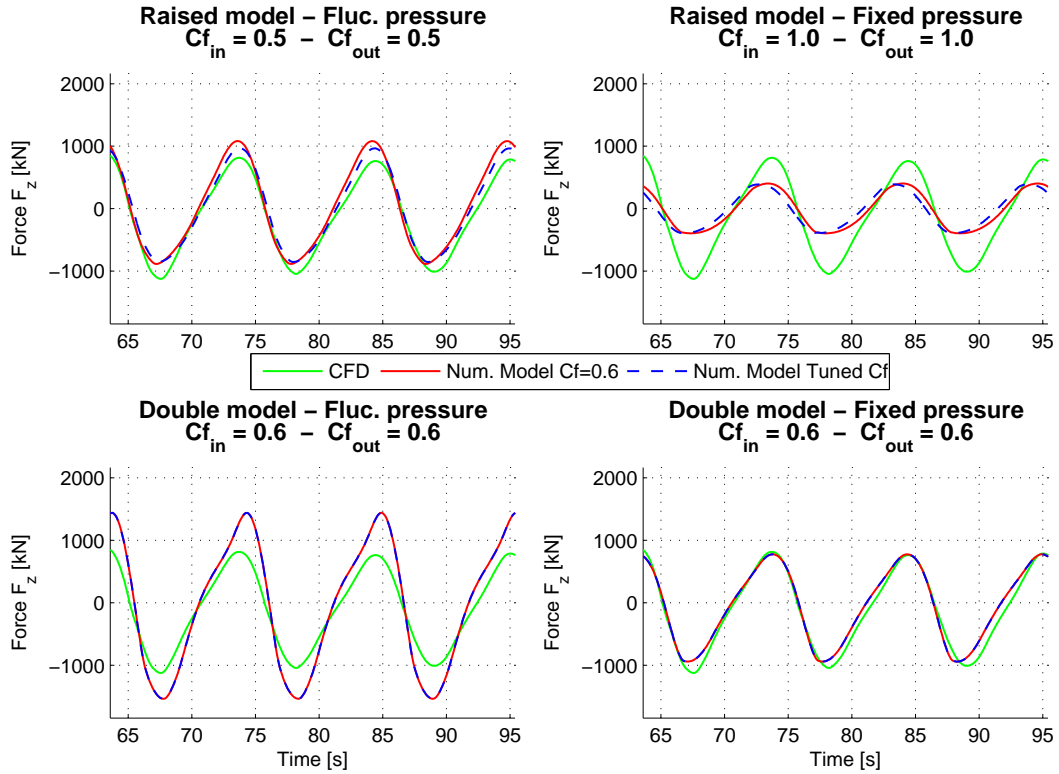 Raised model – Fluc. pressure
Cf_in = 0.5 – Cf_out = 0.5
2000
1000
0
−1000
Force F_z [kN]
65 70 75 80 85 90 95
Raised model – Fixed pressure
Cf_in = 1.0 – Cf_out = 1.0
2000
1000
0
−1000
Force F_z [kN]
65 70 75 80 85 90 95
CFD Num. Model Cf=0.6 Num. Model Tuned Cf
Double model – Fluc. pressure
Cf_in = 0.6 – Cf_out = 0.6
2000
1000
0
−1000
Force F_z [kN]
65 70 75 80 85 90 95
Time [s]
Double model – Fixed pressure
Cf_in = 0.6 – Cf_out = 0.6
2000
1000
0
−1000
Force F_z [kN]
65 70 75 80 85 90 95
Time [s]